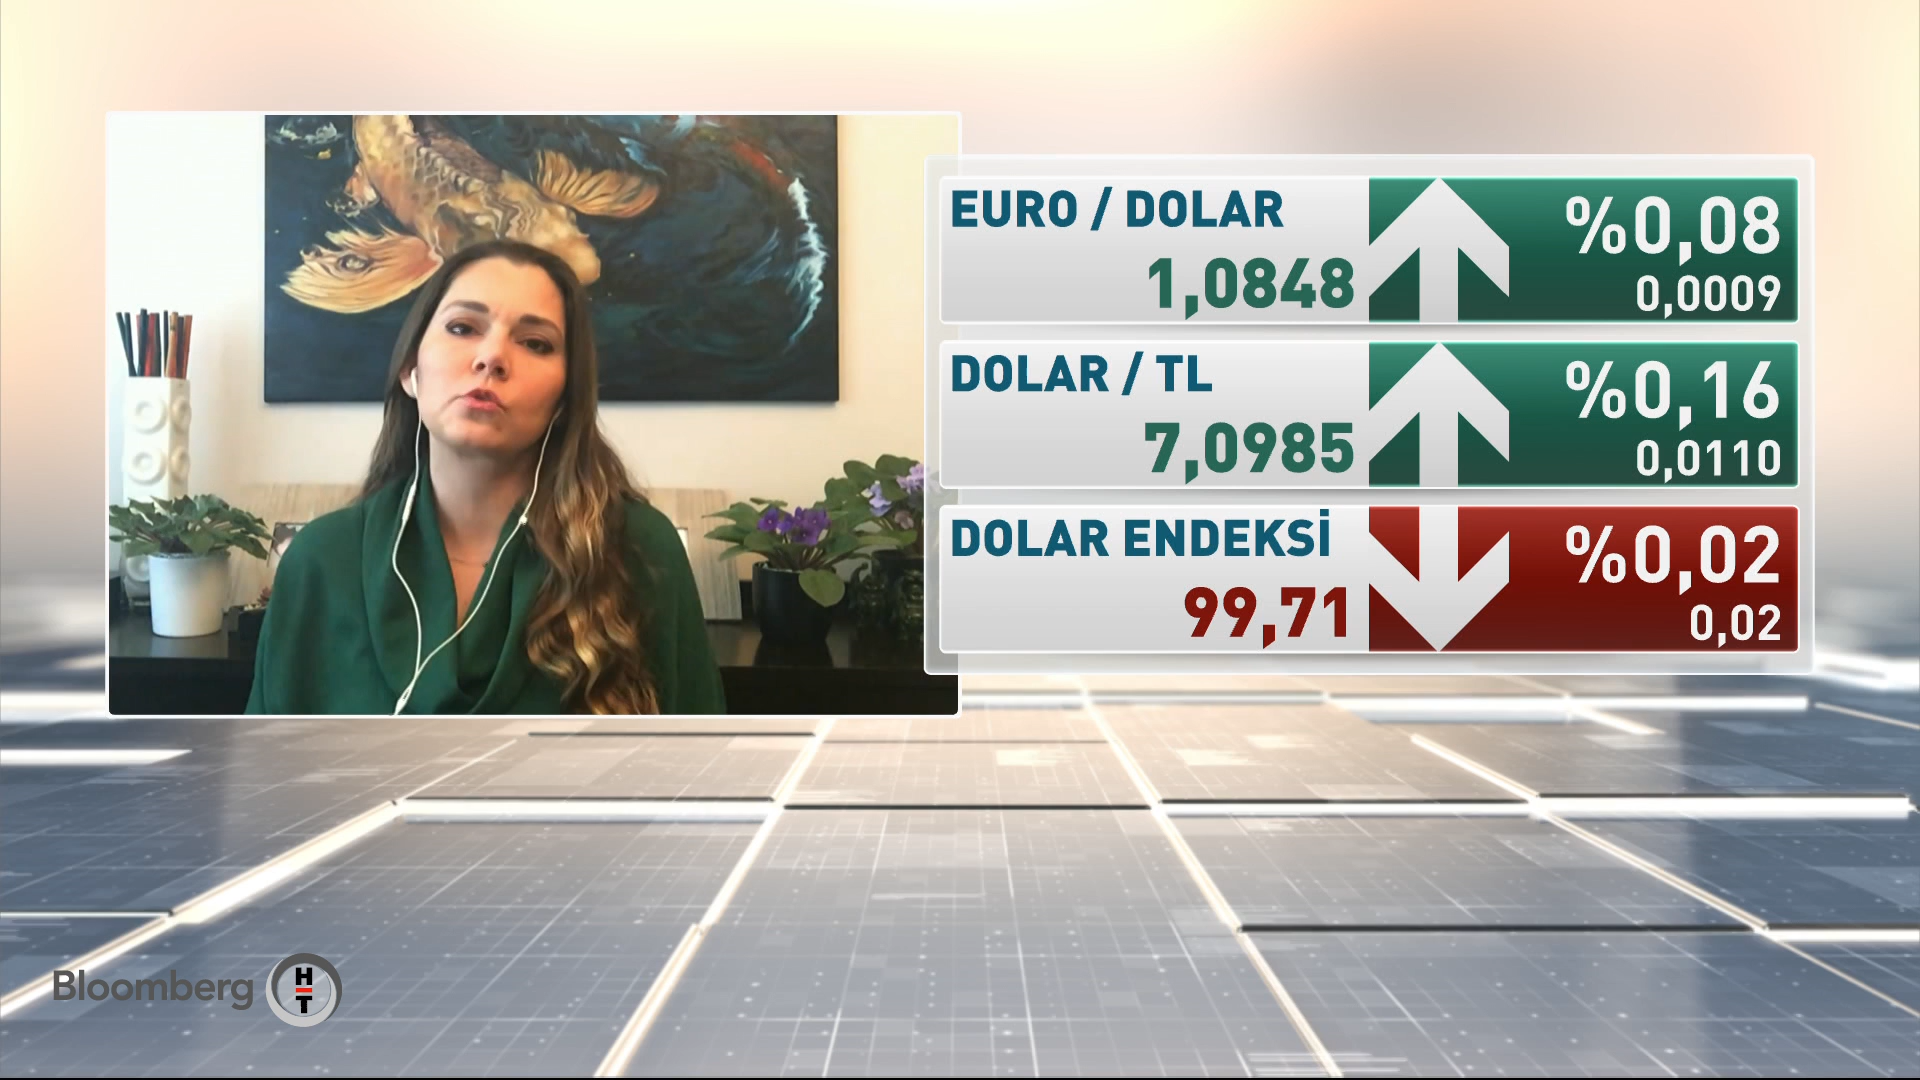 EURO / DOLAR
1,0848
%0,08
0,0009
DOLAR / TL
7,0985
%0,16
0,0110
DOLAR ENDEKSİ
99,71
%0,02
0,02
Bloomberg HT